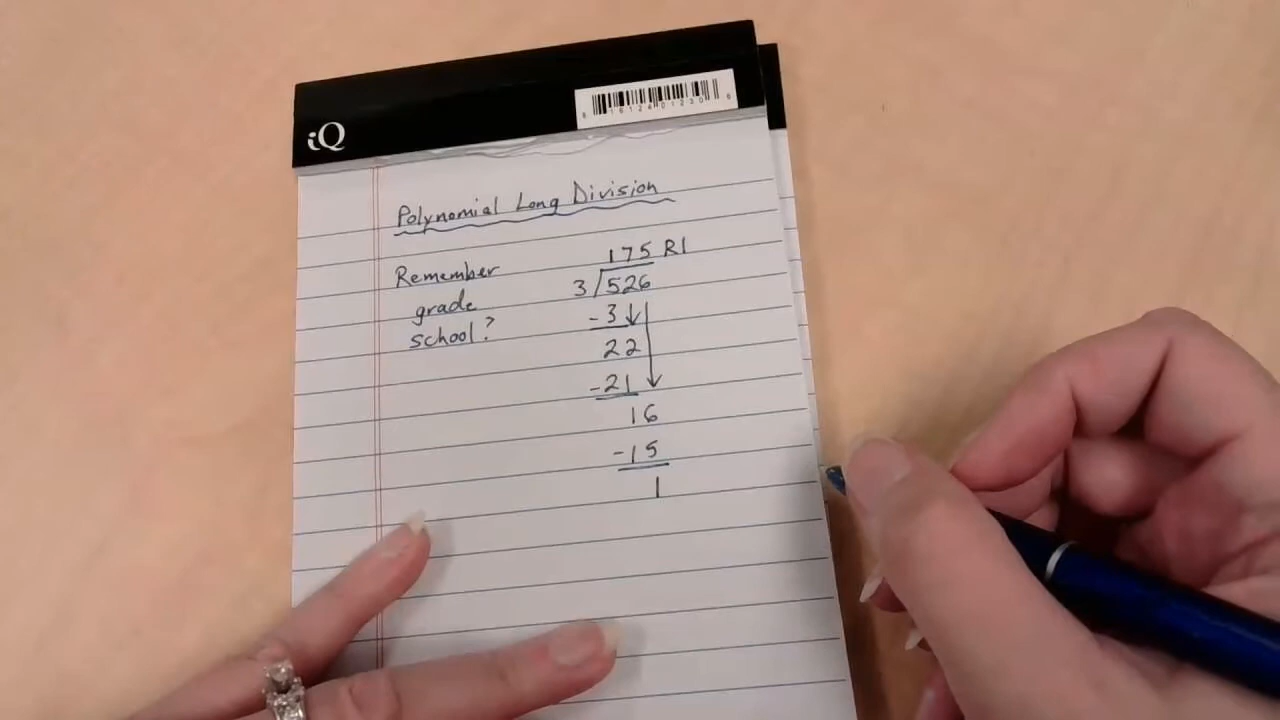 iQ
Polynomial Long Division
Remember
grade
school?
175 R1
3 /526
-3
22
-21
16
-15
1